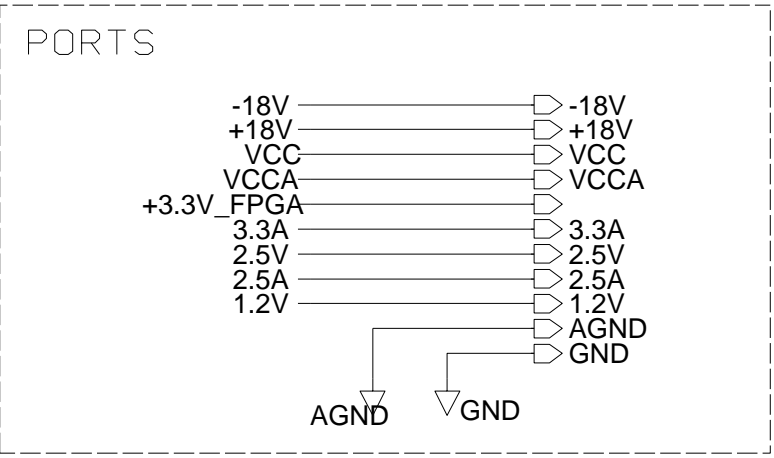 PORTS
-18V -18V
+18V +18V
VCC VCC
VCCA VCCA
+3.3V_FPGA
3.3A 3.3A
2.5V 2.5V
2.5A 2.5A
1.2V 1.2V
AGND
GND
AGND GND